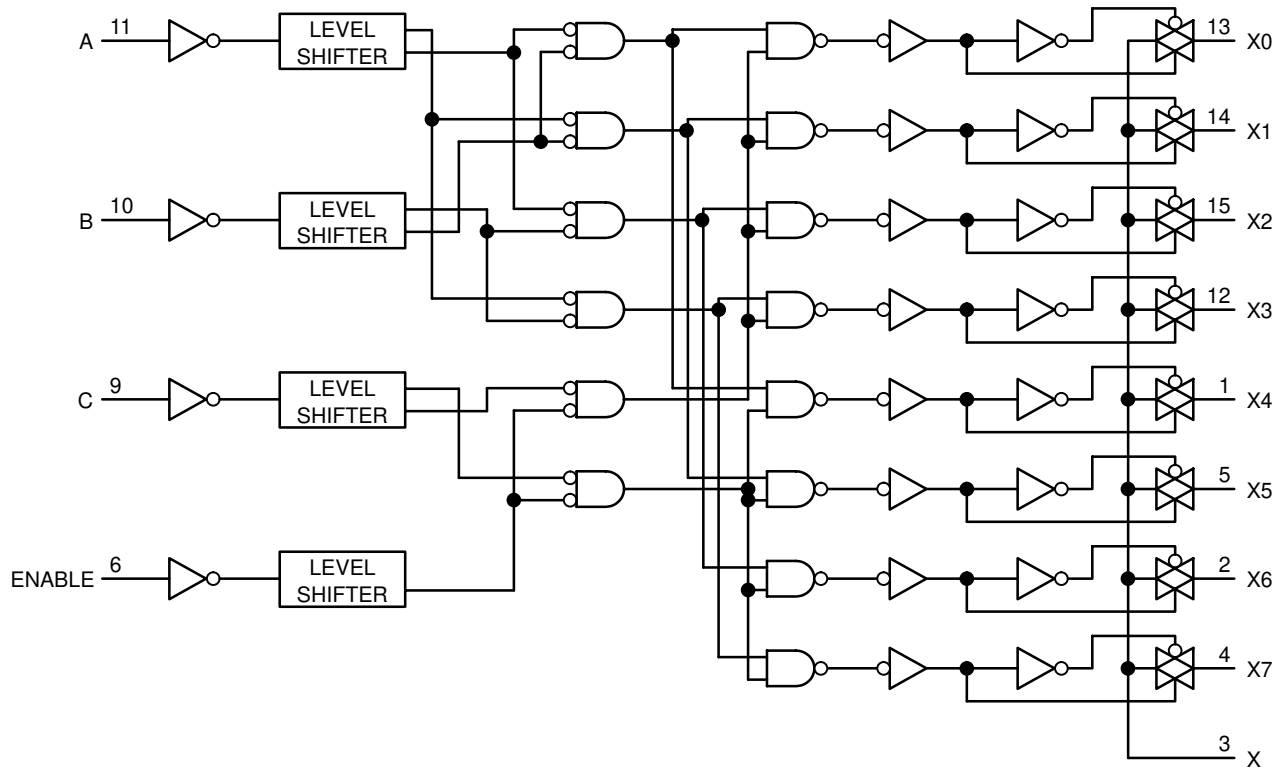 A 11 LEVEL SHIFTER 13 X0
14 X1
B 10 LEVEL SHIFTER 15 X2
12 X3
C 9 LEVEL SHIFTER 1 X4
5 X5
ENABLE 6 LEVEL SHIFTER 2 X6
4 X7
3 X